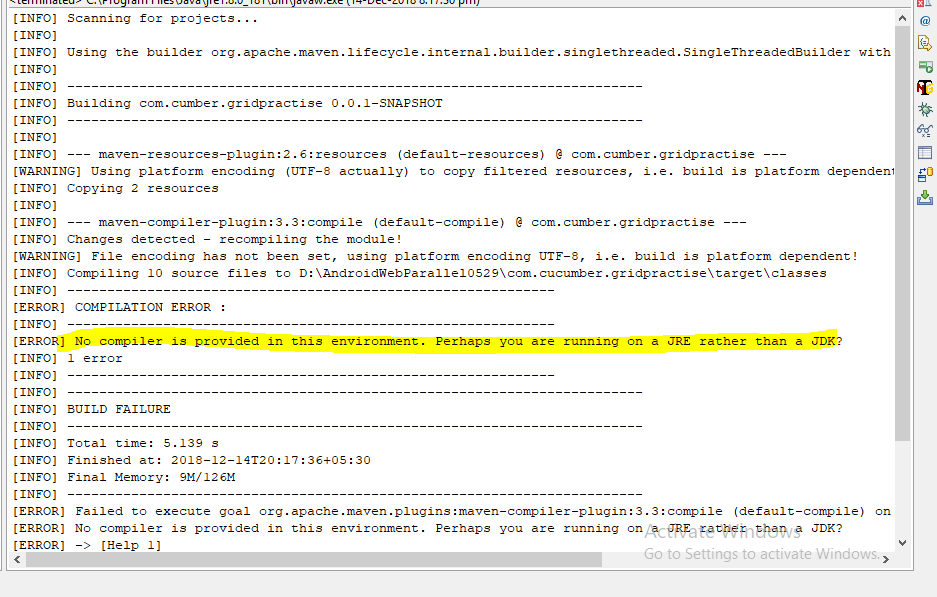 <terminated> C:\Program Files\Java\jre1.8.0_181\bin\javaw.exe (14-Dec-2018 8:17:30 pm)
[INFO] Scanning for projects...
[INFO]
[INFO] Using the builder org.apache.maven.lifecycle.internal.builder.singlethreaded.SingleThreadedBuilder with
[INFO]
[INFO] ------------------------------------------------------------------------
[INFO] Building com.cumber.gridpractise 0.0.1-SNAPSHOT
[INFO] ------------------------------------------------------------------------
[INFO]
[INFO] --- maven-resources-plugin:2.6:resources (default-resources) @ com.cumber.gridpractise ---
[WARNING] Using platform encoding (UTF-8 actually) to copy filtered resources, i.e. build is platform dependent
[INFO] Copying 2 resources
[INFO]
[INFO] --- maven-compiler-plugin:3.3:compile (default-compile) @ com.cumber.gridpractise ---
[INFO] Changes detected - recompiling the module!
[WARNING] File encoding has not been set, using platform encoding UTF-8, i.e. build is platform dependent!
[INFO] Compiling 10 source files to D:\AndroidWebParallel0529\com.cucumber.gridpractise\target\classes
[INFO] -------------------------------------------------------------
[ERROR] COMPILATION ERROR :
[INFO] -------------------------------------------------------------
[ERROR] No compiler is provided in this environment. Perhaps you are running on a JRE rather than a JDK?
[INFO] 1 error
[INFO] -------------------------------------------------------------
[INFO] ------------------------------------------------------------------------
[INFO] BUILD FAILURE
[INFO] ------------------------------------------------------------------------
[INFO] Total time: 5.139 s
[INFO] Finished at: 2018-12-14T20:17:36+05:30
[INFO] Final Memory: 9M/126M
[INFO] ------------------------------------------------------------------------
[ERROR] Failed to execute goal org.apache.maven.plugins:maven-compiler-plugin:3.3:compile (default-compile) on
[ERROR] No compiler is provided in this environment. Perhaps you are running on a JRE rather than a JDK?
[ERROR] -> [Help 1]
Activate Windows
Go to Settings to activate Windows.